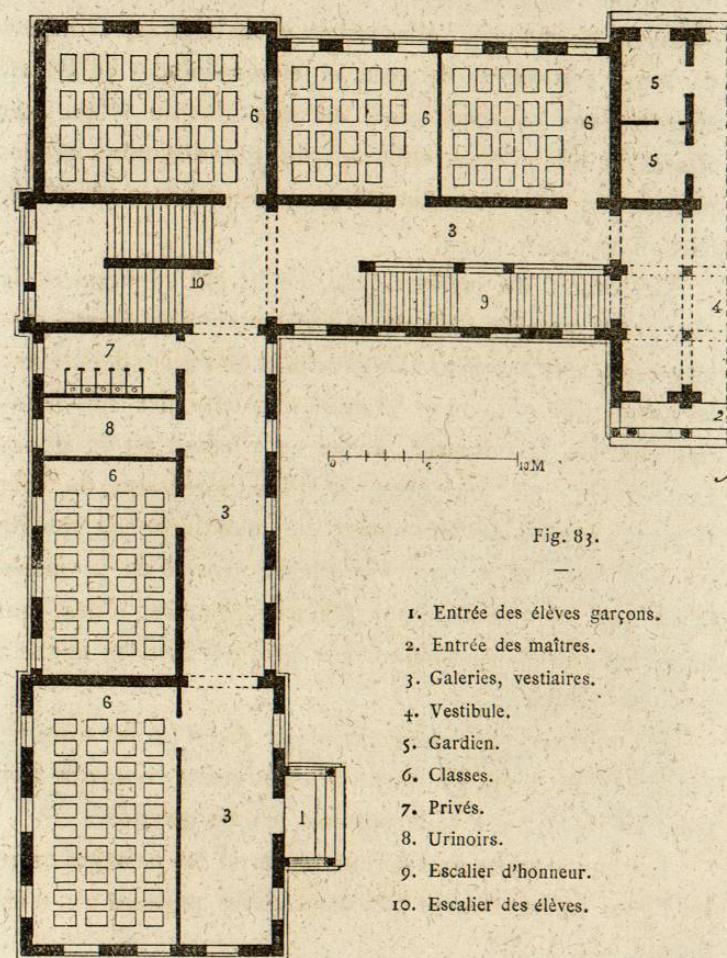 6
6
6
5
5
3
10
9
4
7
8
2
6
3
0 5 10M
Fig. 83.
1. Entrée des élèves garçons.
2. Entrée des maîtres.
3. Galeries, vestiaires.
4. Vestibule.
5. Gardien.
6. Classes.
7. Privés.
8. Urinoirs.
9. Escalier d'honneur.
10. Escalier des élèves.
6
3
1